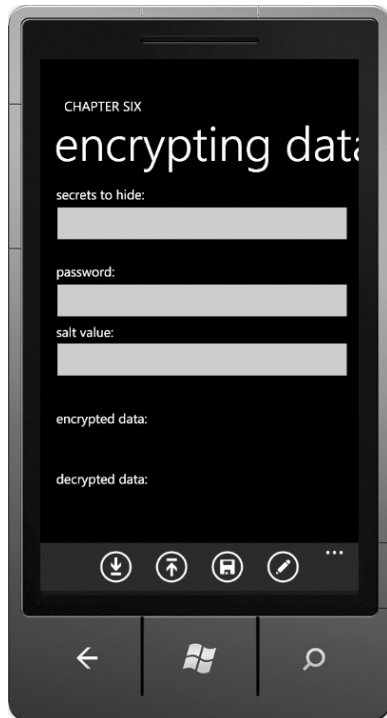 CHAPTER SIX
encrypting data
secrets to hide:
password:
salt value:
encrypted data:
decrypted data: